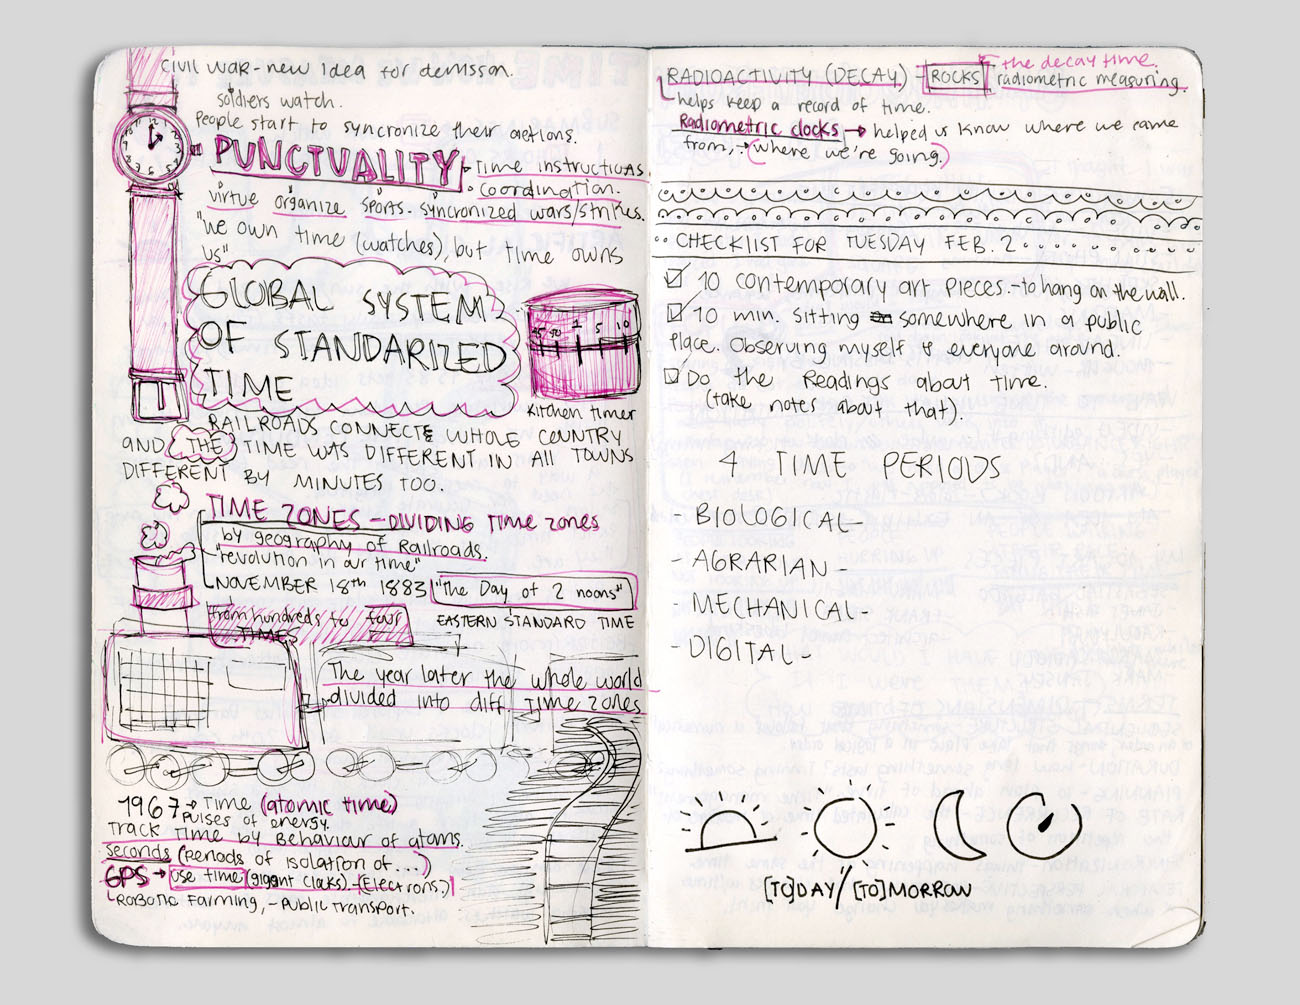 Civil war - new idea for dennison.
soldiers watch.
People start to syncronize their actions.
PUNCTUALITY
• Time instructions
• coordination.
virtue organize sports. syncronized wars/strikes.
"we own time (watches), but time owns
us"
GLOBAL SYSTEM
OF STANDARIZED
TIME
25 20 1 5 10
Kitchen timer
RAILROADS CONNECTS WHOLE COUNTRY
AND THE TIME WAS DIFFERENT IN ALL TOWNS
DIFFERENT BY MINUTES TOO.
TIME ZONES - DIVIDING Time zones
by geography of Railroads.
"revolution in our time"
NOVEMBER 18th 1883 "The Day of 2 noons"
from hundreds to four
TIMES
EASTERN STANDARD TIME
The year later the whole world
divided into diff Time zones
1967 → Time (atomic time)
Pulses of energy.
Track Time by Behavior of atoms.
seconds (periods of isolation of...)
GPS → use time (gigant clocks) - (Electrons)
Robotic Farming, - Public Transport.
RADIOACTIVITY (DECAY) - ROCKS
the decay time.
radiometric measuring.
helps keep a record of time.
Radiometric clocks → helped us know where we came
from, → (where we're going)
CHECKLIST FOR TUESDAY FEB. 2
10 contemporary art pieces - to hang on the wall.
10 min. sitting somewhere in a public
place. Observing myself & everyone around.
Do the Readings about time.
(take notes about that)
4 TIME PERIODS
- BIOLOGICAL -
- AGRARIAN -
- MECHANICAL -
- DIGITAL -
[TO]DAY // [TO]MORROW